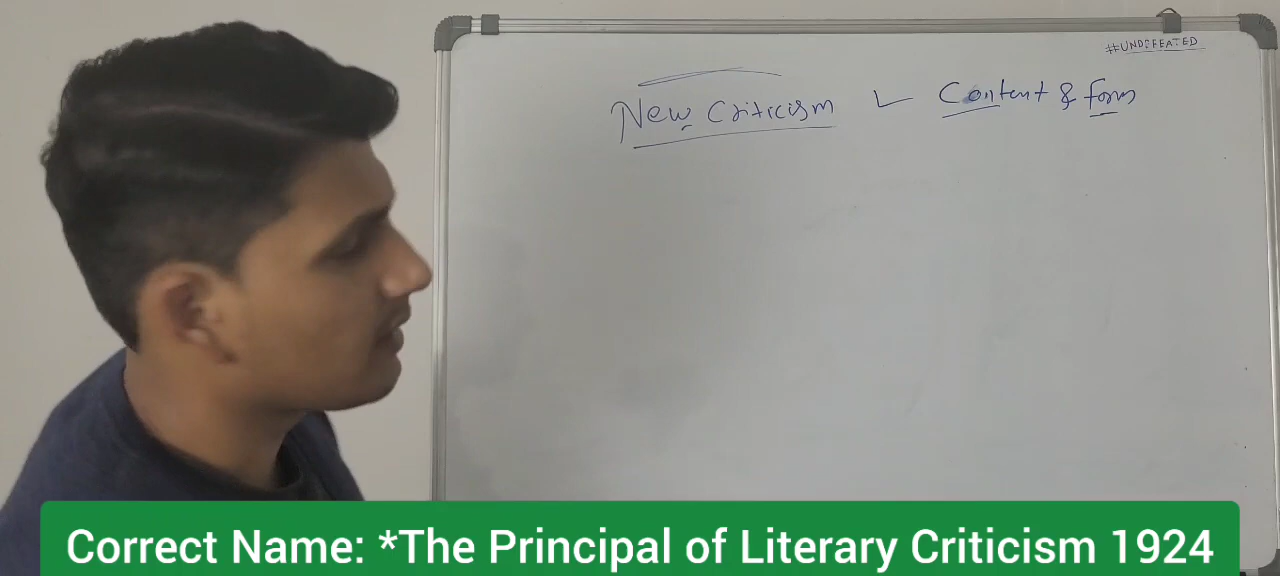 #UNDEFEATED
New Criticism Content & form
Correct Name: *The Principal of Literary Criticism 1924